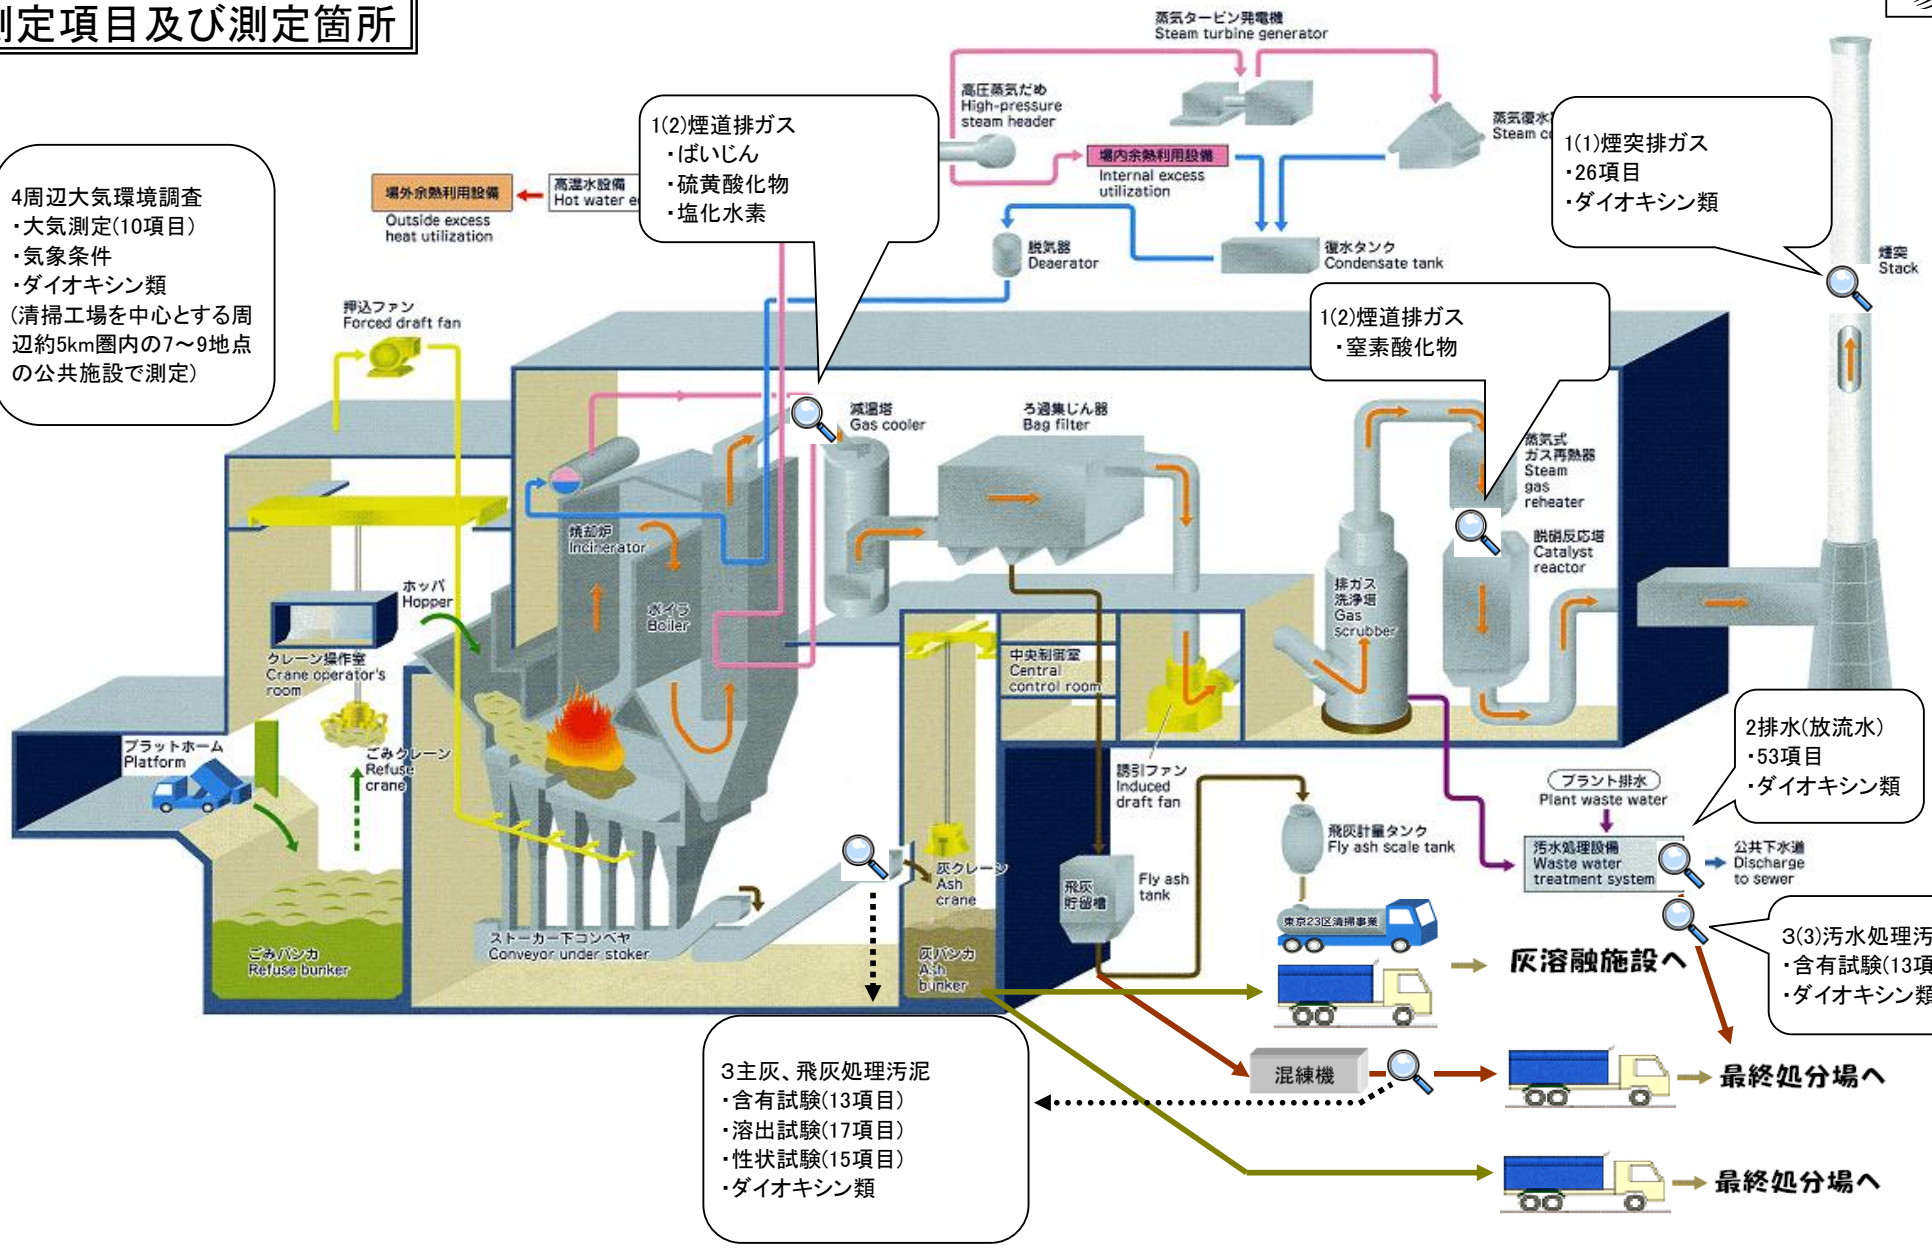 測定項目及び測定箇所
蒸気タービン発電機
Steam turbine generator
高圧蒸気だめ
High-pressure
steam header
蒸気復水
Steam
1(2)煙道排ガス
・ばいじん
・硫黄酸化物
・塩化水素
1(1)煙突排ガス
・26項目
・ダイオキシン類
4周辺大気環境調査
・大気測定(10項目)
・気象条件
・ダイオキシン類
(清掃工場を中心とする周
辺約5km圏内の7～9地点
の公共施設で測定)
場外余熱利用設備
Outside excess
heat utilization
高温水設備
Hot water
場内余熱利用設備
Internal excess
utilization
脱気器
Deaerator
復水タンク
Condensate tank
煙突
Stack
押込ファン
Forced draft fan
1(2)煙道排ガス
・窒素酸化物
減温塔
Gas cooler
ろ過集じん器
Bag filter
蒸気式
ガス再熱器
Steam
gas
reheater
焼却炉
Incinerator
脱硝反応塔
Catalyst
reactor
ホッパ
Hopper
ボイラ
Boiler
排ガス
洗浄塔
Gas
scrubber
クレーン操作室
Crane operator's
room
中央制御室
Central
control room
プラットホーム
Platform
ごみクレーン
Refuse
crane
誘引ファン
Induced
draft fan
2排水(放流水)
・53項目
・ダイオキシン類
プラント排水
Plant waste water
飛灰計量タンク
Fly ash scale tank
汚水処理設備
Waste water
treatment system
公共下水道
Discharge
to sewer
灰クレーン
Ash
crane
飛灰
貯留槽
Fly ash
tank
東京23区清掃事業
ストーカー下コンベヤ
Conveyor under stoker
ごみバンカ
Refuse bunker
灰バンカ
Ash
bunker
灰溶融施設へ
3(3)汚水処理汚
・含有試験(13項
・ダイオキシン類
3主灰、飛灰処理汚泥
・含有試験(13項目)
・溶出試験(17項目)
・性状試験(15項目)
・ダイオキシン類
混練機
最終処分場へ
最終処分場へ